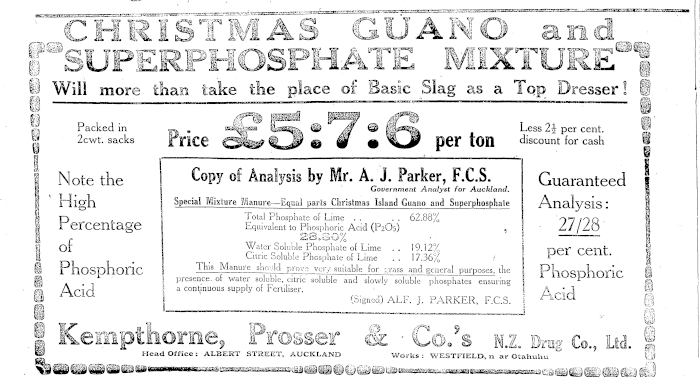 CHRISTMAS GUANO and
SUPERPHOSPHATE MIXTURE
Will more than take the place of Basic Slag as a Top Dresser!
Packed in
2cwt. sacks
Price £5:7:6 per ton
Less 2½ per cent.
discount for cash
Note the
High
Percentage
of
Phosphoric
Acid
Copy of Analysis by Mr. A. J. Parker, F.C.S.
Government Analyst for Auckland.
Special Mixture Manure—Equal parts Christmas Island Guano and Superphosphate
Total Phosphate of Lime .. .. .. 62.88%
Equivalent to Phosphoric Acid (P2O5)
28.80%
Water Soluble Phosphate of Lime .. 19.12%
Citric Soluble Phosphate of Lime .. 17.36%
This Manure should prove very suitable for grass and general purposes, the
presence of water soluble, citric soluble and slowly soluble phosphates ensuring
a continuous supply of Fertiliser.
(Signed) ALF. J. PARKER, F.C.S.
Guaranteed
Analysis:
27/28
per cent.
Phosphoric
Acid
Kempthorne, Prosser & Co.'s N.Z. Drug Co., Ltd.
Head Office: ALBERT STREET, AUCKLAND Works: WESTFIELD, n ar Otahuhu